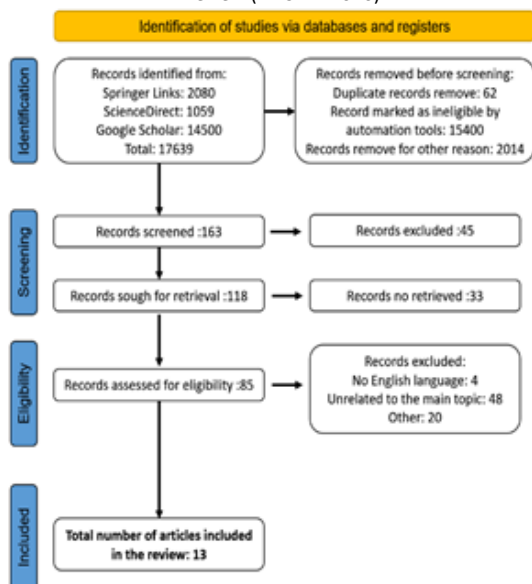 Identification of studies via databases and registers
Identification
Records identified from:
Springer Links: 2080
ScienceDirect: 1059
Google Scholar: 14500
Total: 17639
Records removed before screening:
Duplicate records remove: 62
Record marked as ineligible by
automation tools: 15400
Records remove for other reason: 2014
Screening
Records screened :163
Records excluded :45
Records sough for retrieval :118
Records no retrieved :33
Eligibility
Records assessed for eligibility :85
Records excluded:
No English language: 4
Unrelated to the main topic: 48
Other: 20
Included
Total number of articles included
in the review: 13